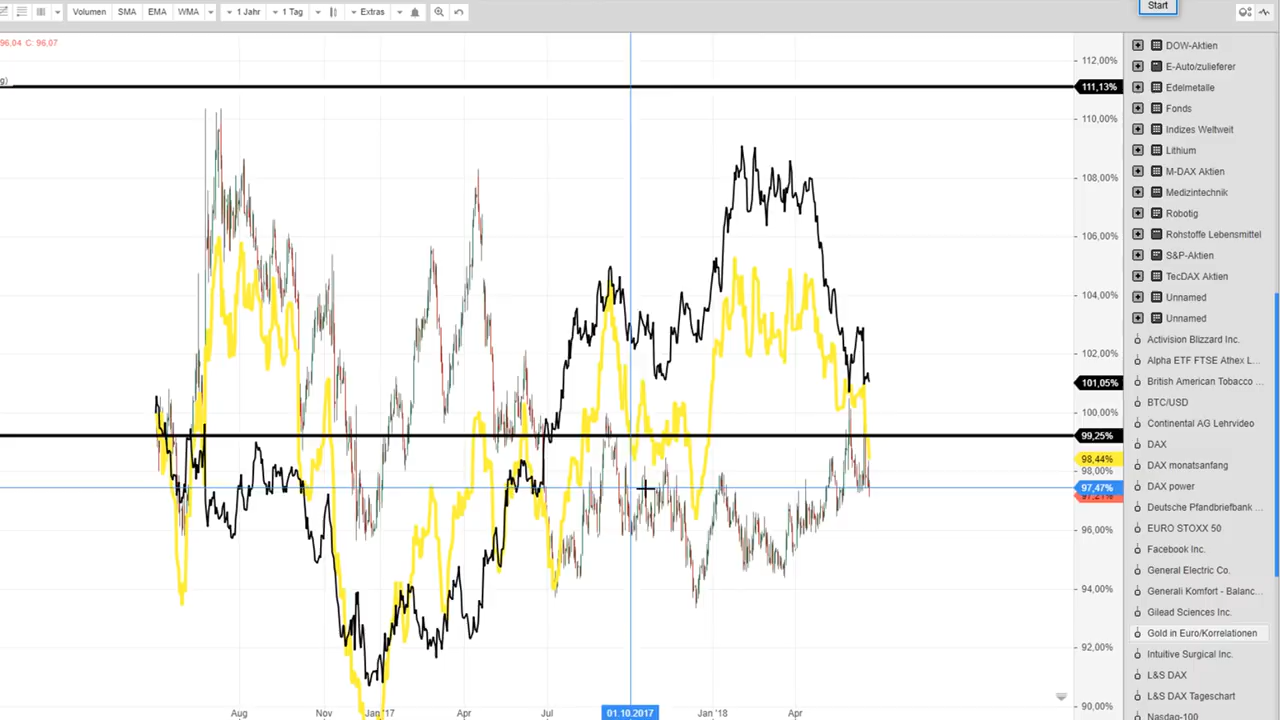 Volumen SMA EMA WMA 1 Jahr 1 Tag Extras
Start
96,04 C: 96,07
g)
112,00%
111,13%
110,00%
108,00%
106,00%
104,00%
102,00%
101,05%
100,00%
99,25%
98,44%
98,00%
97,47%
96,00%
94,00%
92,00%
90,00%
Aug Nov Jan '17 Apr Jul 01.10.2017 Jan '18 Apr
DOW-Aktien
E-Auto/zulieferer
Edelmetalle
Fonds
Indizes Weltweit
Lithium
M-DAX Aktien
Medizintechnik
Robotig
Rohstoffe Lebensmittel
S&P-Aktien
TecDAX Aktien
Unnamed
Unnamed
Activision Blizzard Inc.
Alpha ETF FTSE Athex L...
British American Tobacco ...
BTC/USD
Continental AG Lehrvideo
DAX
DAX monatsanfang
DAX power
Deutsche Pfandbriefbank ...
EURO STOXX 50
Facebook Inc.
General Electric Co.
Generali Komfort - Balanc...
Gilead Sciences Inc.
Gold in Euro/Korrelationen
Intuitive Surgical Inc.
L&S DAX
L&S DAX Tageschart
Nasdaq-100